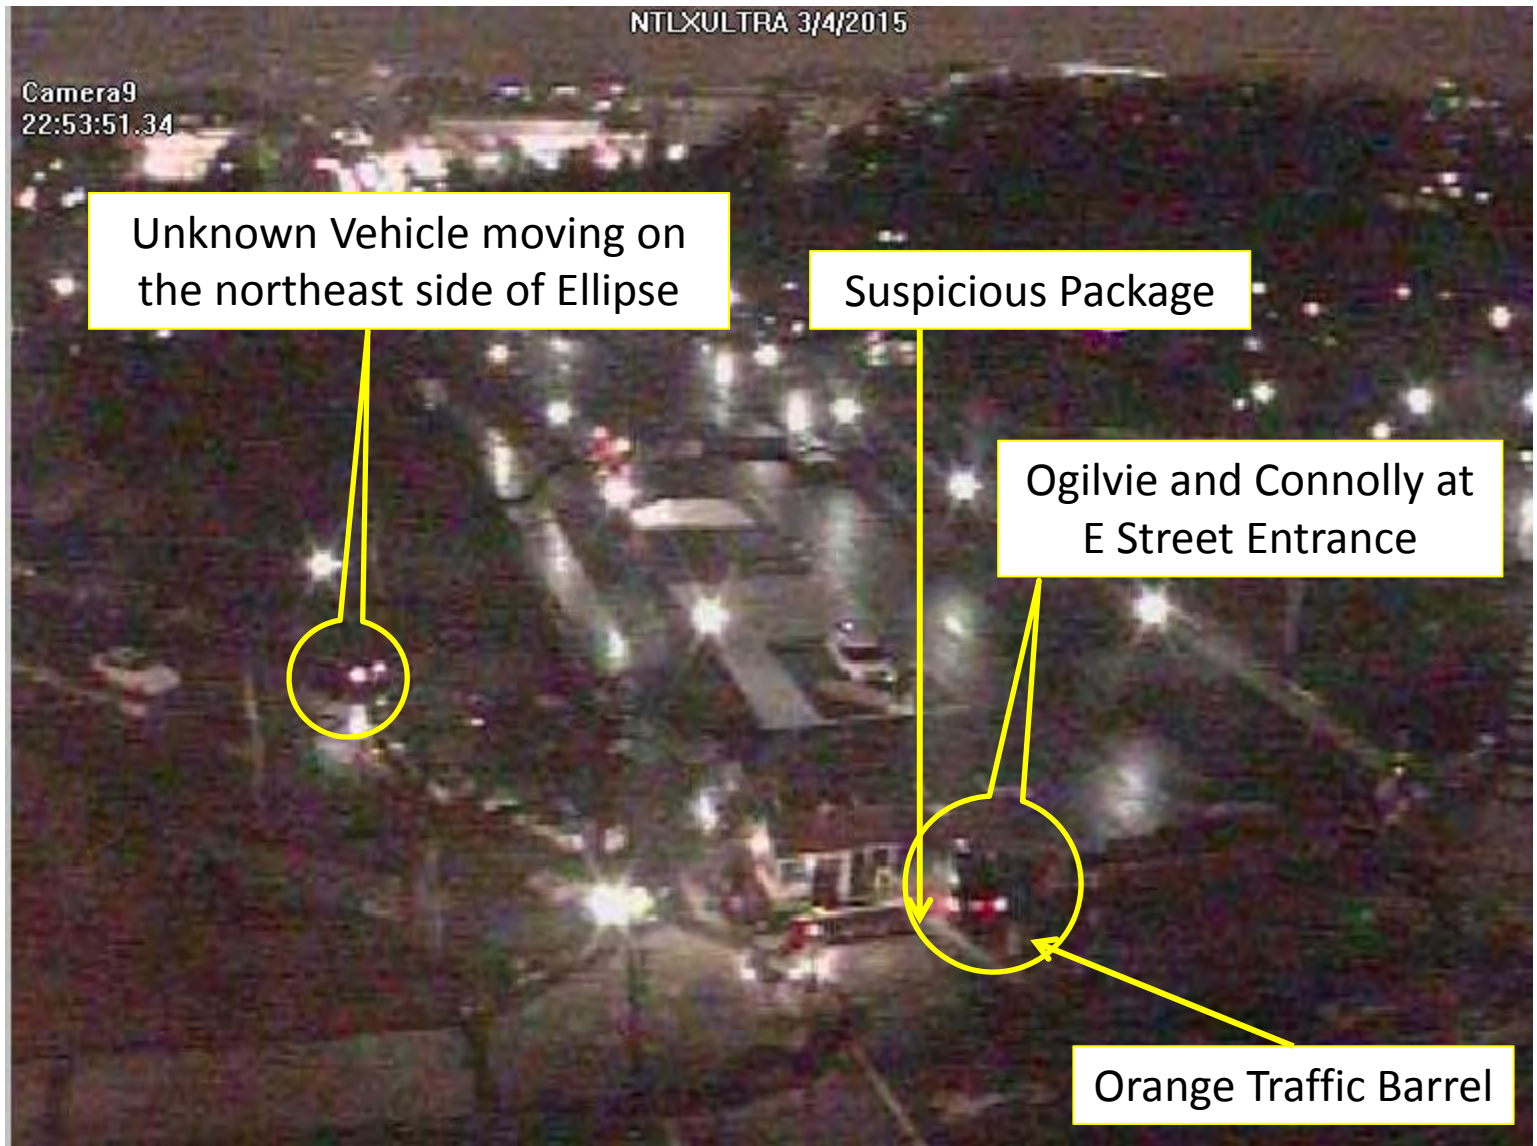 NTLXULTRA 3/4/2015
Camera9
22:53:51.34
Unknown Vehicle moving on
the northeast side of Ellipse
Suspicious Package
Ogilvie and Connolly at
E Street Entrance
Orange Traffic Barrel